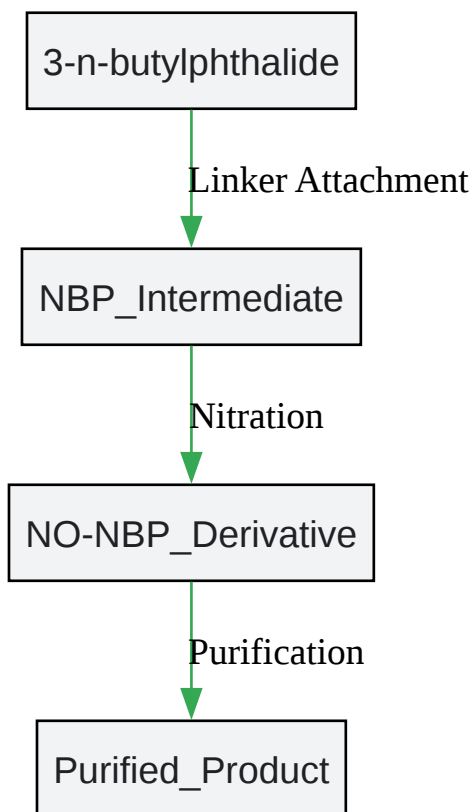 3-n-butylphthalide
Linker Attachment
NBP_Intermediate
Nitration
NO-NBP_Derivative
Purification
Purified_Product